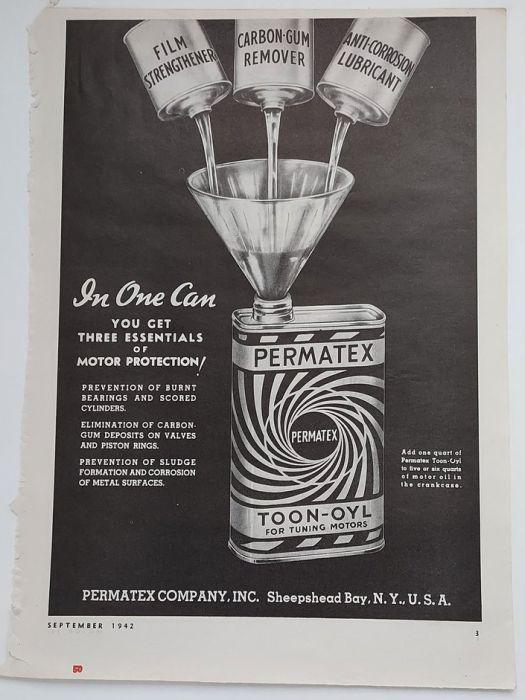 FILM
STRENGTHENER
CARBON-GUM
REMOVER
ANTI-CORROSION
LUBRICANT
In One Can
YOU GET
THREE ESSENTIALS
OF
MOTOR PROTECTION!
PREVENTION OF BURNT
BEARINGS AND SCORED
CYLINDERS.
ELIMINATION OF CARBON-
GUM DEPOSITS ON VALVES
AND PISTON RINGS.
PREVENTION OF SLUDGE
FORMATION AND CORROSION
OF METAL SURFACES.
PERMATEX
PERMATEX
TOON-OYL
FOR TUNING MOTORS
Add one quart of
Permatex Toon-Oyl
to five or six quarts
of motor oil in
the crankcase.
PERMATEX COMPANY, INC. Sheepshead Bay, N. Y., U. S. A.
SEPTEMBER 1942
3
50